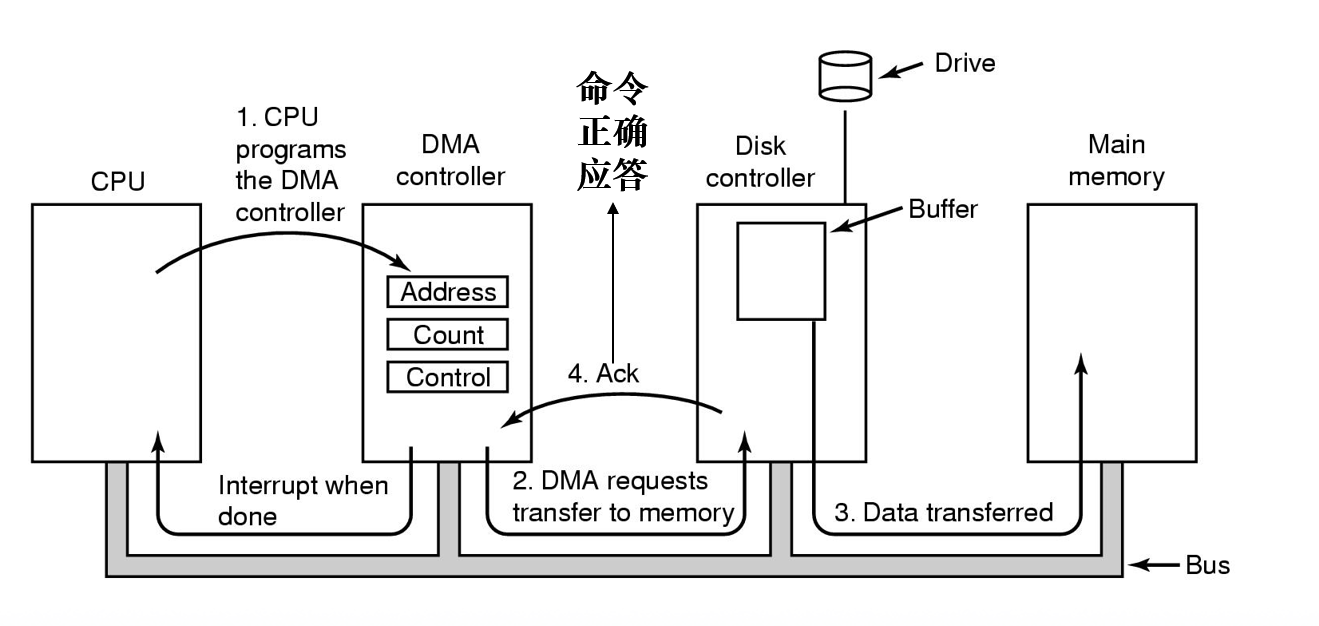 Drive
命令
正确
应答
1. CPU
programs
the DMA
controller
CPU
DMA
controller
Disk
controller
Main
memory
Buffer
Address
Count
Control
4. Ack
Interrupt when
done
2. DMA requests
transfer to memory
3. Data transferred
Bus